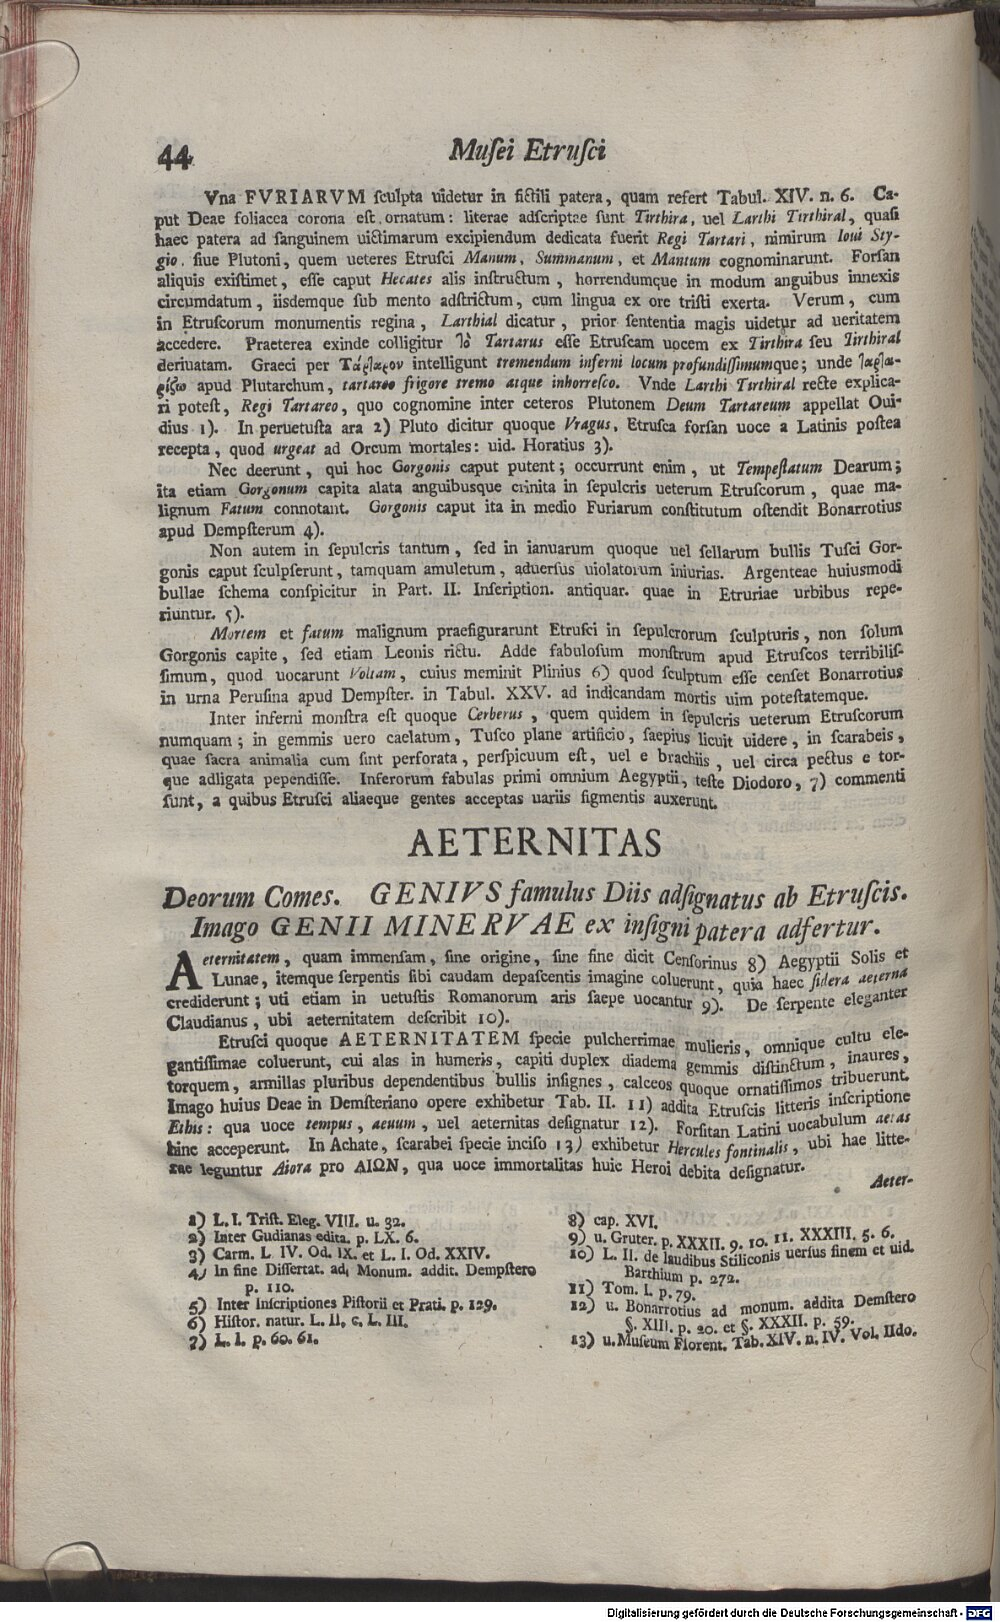 44 Muſei Etruſci
Vna FVRIARVM ſculpta uidetur in fictili patera, quam refert Tabul. XIV. n. 6. Ca-
put Deae foliacea corona eſt ornatum: literae adſcriptae ſunt Tirthira, uel Larthi Tirthiral, quaſi
haec patera ad ſanguinem uictimarum excipiendum dedicata fuerit Regi Tartari, nimirum Ioui Sty-
gio, ſiue Plutoni, quem ueteres Etruſci Manum, Summanum, et Mantum cognominarunt. Forſan
aliquis exiſtimet, eſſe caput Hecates alis inſtructum, horrendumque in modum anguibus innexis
circumdatum, iisdemque ſub mento adſtrictum, cum lingua ex ore triſti exerta. Verum, cum
in Etruſcorum monumentis regina, Larthial dicatur, prior ſententia magis uidetur ad ueritatem
accedere. Praeterea exinde colligitur τὸ Tartarus eſſe Etruſcam uocem ex Tirthira ſeu Tirthiral
deriuatam. Graeci per Τάρταρον intelligunt tremendum inferni locum profundiſſimumque; unde ταρτα-
ρίζω apud Plutarchum, tartareo frigore tremo atque inhorreſco. Vnde Larthi Tirthiral recte explica-
ri poteſt, Regi Tartareo, quo cognomine inter ceteros Plutonem Deum Tartareum appellat Oui-
dius 1). In peruetuſta ara 2) Pluto dicitur quoque Vragus, Etruſca forſan uoce a Latinis poſtea
recepta, quod urgeat ad Orcum mortales: uid. Horatius 3).
Nec deerunt, qui hoc Gorgonis caput putent; occurrunt enim, ut Tempeſtatum Dearum;
ita etiam Gorgonum capita alata anguibusque crinita in ſepulcris ueterum Etruſcorum, quae ma-
lignum Fatum connotant. Gorgonis caput ita in medio Furiarum conſtitutum oſtendit Bonarrotius
apud Dempſterum 4).
Non autem in ſepulcris tantum, ſed in ianuarum quoque uel ſellarum bullis Tuſci Gor-
gonis caput ſculpſerunt, tamquam amuletum, aduerſus uiolatorum iniurias. Argenteae huiusmodi
bullae ſchema conſpicitur in Part. II. Inſcription. antiquar. quae in Etruriae urbibus repe-
riuntur. 5).
Mortem et fatum malignum praefigurarunt Etruſci in ſepulcrorum ſculpturis, non ſolum
Gorgonis capite, ſed etiam Leonis rictu. Adde fabuloſum monſtrum apud Etruſcos terribiliſ-
ſimum, quod uocarunt Voltam, cuius meminit Plinius 6) quod ſculptum eſſe cenſet Bonarrotius
in urna Peruſina apud Dempſter. in Tabul. XXV. ad indicandam mortis uim poteſtatemque.
Inter inferni monſtra eſt quoque Cerberus, quem quidem in ſepulcris ueterum Etruſcorum
numquam; in gemmis uero caelatum, Tuſco plane artificio, ſaepius licuit uidere, in ſcarabeis,
quae ſacra animalia cum ſint perforata, perſpicuum eſt, uel e brachiis, uel circa pectus e tor-
que adligata pependiſſe. Inferorum fabulas primi omnium Aegyptii, teſte Diodoro, 7) commenti
ſunt, a quibus Etruſci aliaeque gentes acceptas uariis figmentis auxerunt.
AETERNITAS
Deorum Comes. GENIVS famulus Diis adſignatus ab Etruſcis.
Imago GENII MINERVAE ex inſigni patera adfertur.
Aeternitatem, quam immenſam, ſine origine, ſine fine dicit Cenſorinus 8) Aegyptii Solis et
Lunae, itemque ſerpentis ſibi caudam depaſcentis imagine coluerunt, quia haec ſidera aeterna
crediderunt; uti etiam in uetuſtis Romanorum aris ſaepe uocantur 9). De ſerpente eleganter
Claudianus, ubi aeternitatem deſcribit 10).
Etruſci quoque AETERNITATEM ſpecie pulcherrimae mulieris, omnique cultu ele-
gantiſſimae coluerunt, cui alas in humeris, capiti duplex diadema gemmis diſtinctum, inaures,
torquem, armillas pluribus dependentibus bullis inſignes, calceos quoque ornatiſſimos tribuerunt.
Imago huius Deae in Demſteriano opere exhibetur Tab. II. 11) addita Etruſcis litteris inſcriptione
Ethis: qua uoce tempus, aeuum, uel aeternitas deſignatur 12). Forſitan Latini uocabulum aetas
hinc acceperunt. In Achate, ſcarabei ſpecie inciſo 13) exhibetur Hercules fontinalis, ubi hae litte-
rae leguntur Aiora pro ΑΙΩΝ, qua uoce immortalitas huic Heroi debita deſignatur.
Aeter-
1) L. I. Triſt. Eleg. VIII. u. 32.
2) Inter Gudianas edita. p. LX. 6.
3) Carm. L. IV. Od. IX. et L. I. Od. XXIV.
4) In fine Diſſertat. ad Monum. addit. Dempſtero
p. 110.
5) Inter Inſcriptiones Piſtorii et Prati. p. 129.
6) Hiſtor. natur. L. II. c. L. III.
7) L. I. p. 60. 61.
8) cap. XVI.
9) u. Gruter. p. XXXII. 9. 10. 11. XXXIII. 5. 6.
10) L. II. de laudibus Stiliconis uerſus finem et uid.
Barthium p. 272.
11) Tom. I. p. 79.
12) u. Bonarrotius ad monum. addita Demſtero
§. XIII. p. 20. et §. XXXII. p. 59.
13) u. Muſeum Florent. Tab. XIV. n. IV. Vol. IIdo.
Digitalisierung gefördert durch die Deutsche Forschungsgemeinschaft - DFG